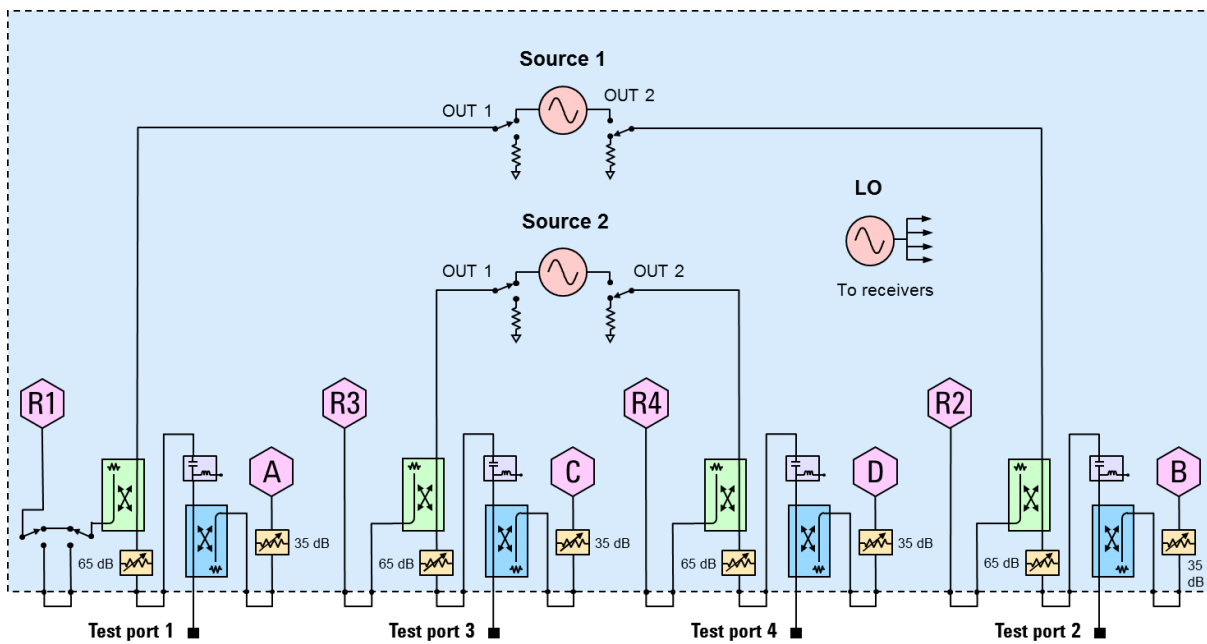 Source 1
OUT 1
OUT 2
LO
Source 2
OUT 1
OUT 2
To receivers
R1
R3
R4
R2
A
C
D
B
65 dB
35 dB
65 dB
35 dB
65 dB
35 dB
65 dB
35
dB
Test port 1
Test port 3
Test port 4
Test port 2